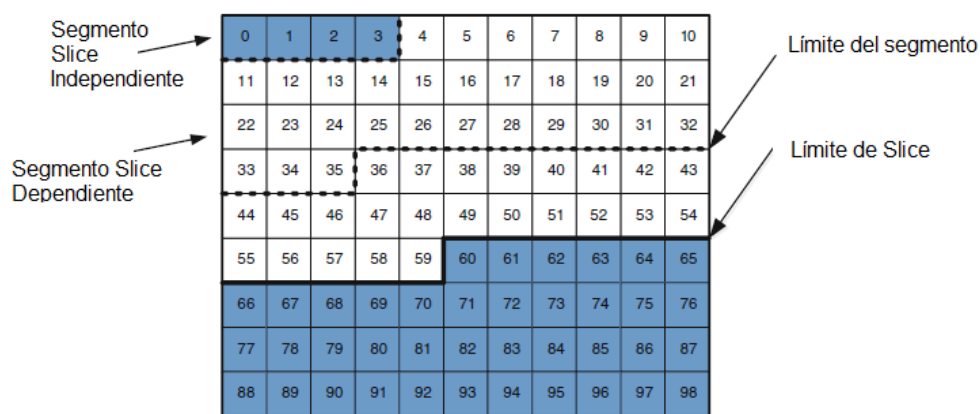 Segmento
Slice
Independiente
0 1 2 3 4 5 6 7 8 9 10
Límite del segmento
11 12 13 14 15 16 17 18 19 20 21
22 23 24 25 26 27 28 29 30 31 32
Límite de Slice
Segmento Slice
Dependiente
33 34 35 36 37 38 39 40 41 42 43
44 45 46 47 48 49 50 51 52 53 54
55 56 57 58 59 60 61 62 63 64 65
66 67 68 69 70 71 72 73 74 75 76
77 78 79 80 81 82 83 84 85 86 87
88 89 90 91 92 93 94 95 96 97 98